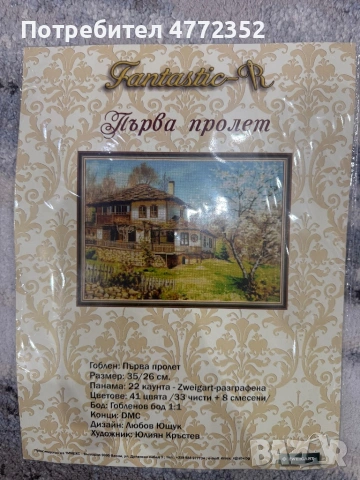 Потребител 4772352
Fantastic-R
Първа пролет
Гоблен: Първа пролет
Размер: 35/26 см.
Панама: 22 каунта - Zweigart-разграфена
Цветове: 41 цвята /33 чисти + 8 смесени/
Бод: Гобленов бод 1:1
Конци: DMC
Дизайн: Любов Ющук
Художник: Юлиян Кръстев
bazar